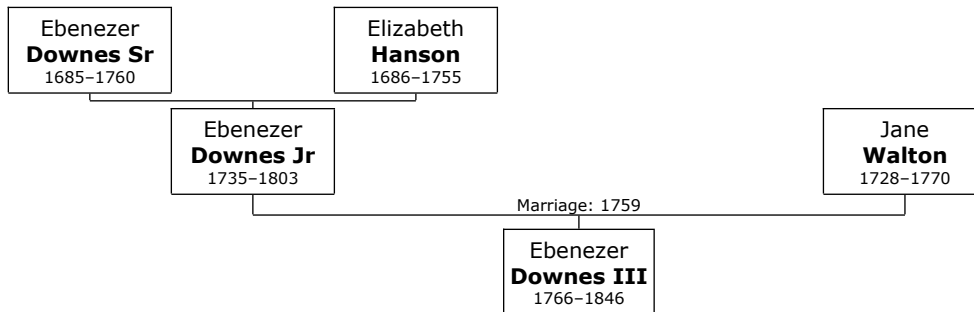 Ebenezer
Downes Sr
1685–1760
Elizabeth
Hanson
1686–1755
Ebenezer
Downes Jr
1735–1803
Jane
Walton
1728–1770
Marriage: 1759
Ebenezer
Downes III
1766–1846